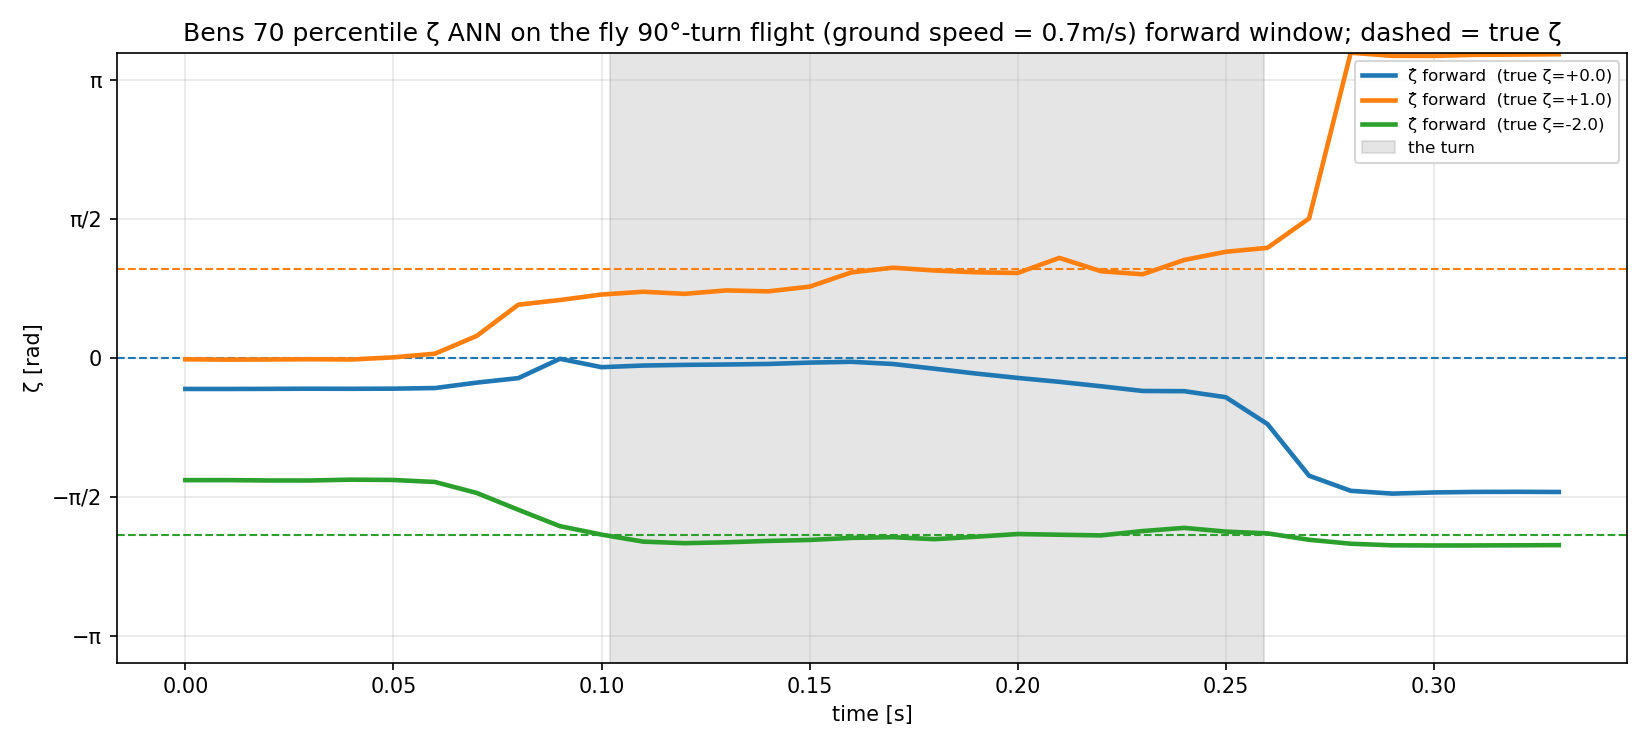 Bens 70 percentile ζ ANN on the fly 90°-turn flight (ground speed = 0.7m/s) forward window; dashed = true ζ
ζ̂ forward  (true ζ=+0.0)
ζ̂ forward  (true ζ=+1.0)
ζ̂ forward  (true ζ=-2.0)
the turn
π
π/2
0
−π/2
−π
ζ [rad]
0.00 0.05 0.10 0.15 0.20 0.25 0.30
time [s]